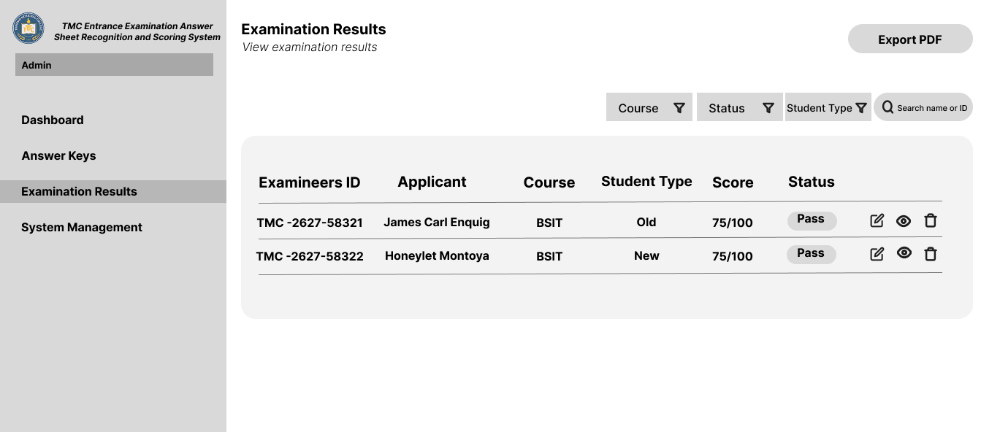 TMC Entrance Examination Answer
Sheet Recognition and Scoring System
Admin
Dashboard
Answer Keys
Examination Results
System Management
Examination Results
View examination results
Export PDF
Course
Status
Student Type
Search name or ID
Examineers ID Applicant Course Student Type Score Status
TMC -2627-58321 James Carl Enquig BSIT Old 75/100 Pass
TMC -2627-58322 Honeylet Montoya BSIT New 75/100 Pass